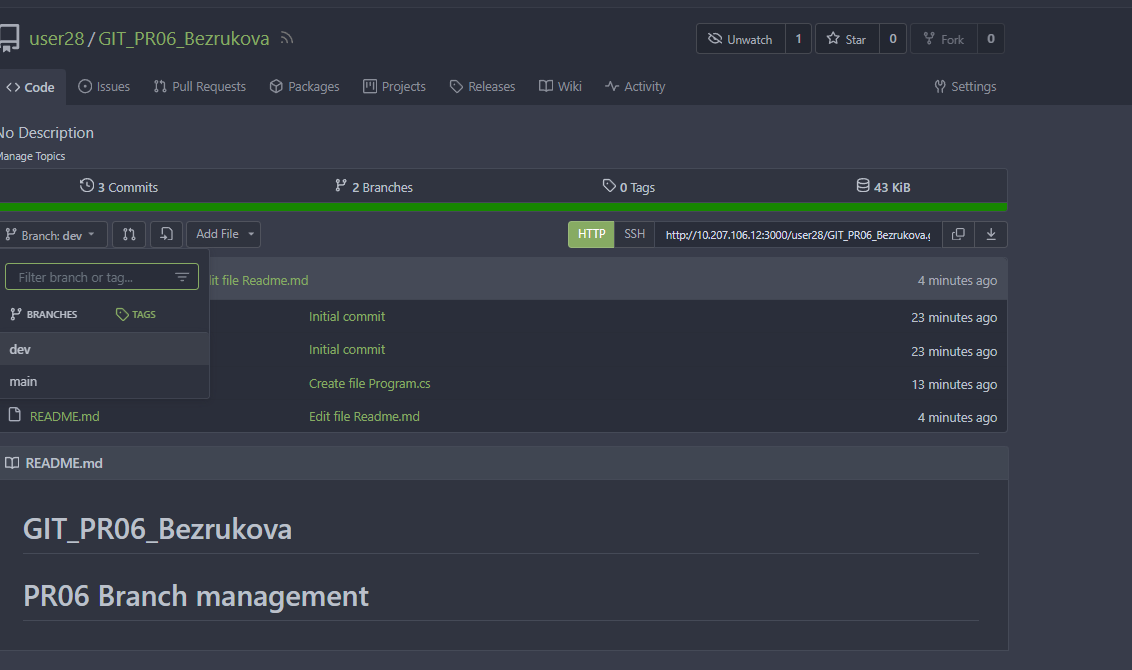 user28 / GIT_PR06_Bezrukova
Unwatch 1 Star 0 Fork 0
Code Issues Pull Requests Packages Projects Releases Wiki Activity Settings
No Description
Manage Topics
3 Commits 2 Branches 0 Tags 43 KiB
Branch: dev Add File HTTP SSH http://10.207.106.12:3000/user28/GIT_PR06_Bezrukova.g
Filter branch or tag...
file Readme.md 4 minutes ago
BRANCHES TAGS
Initial commit 23 minutes ago
dev
Initial commit 23 minutes ago
main
Create file Program.cs 13 minutes ago
README.md Edit file Readme.md 4 minutes ago
README.md
GIT_PR06_Bezrukova
PR06 Branch management